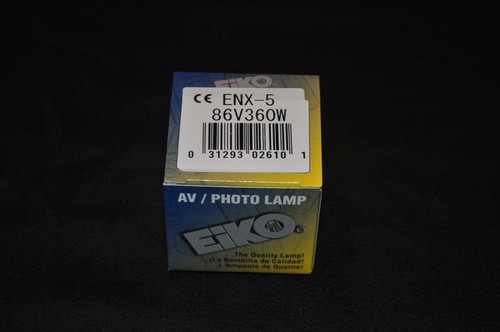 EiKO
CE ENX-5
86V360W
0 31293 02610 1
AV / PHOTO LAMP
EiKO
...The Quality Lamp!
...¡La Bombilla de Calidad!
...L'Ampoule de Qualité!